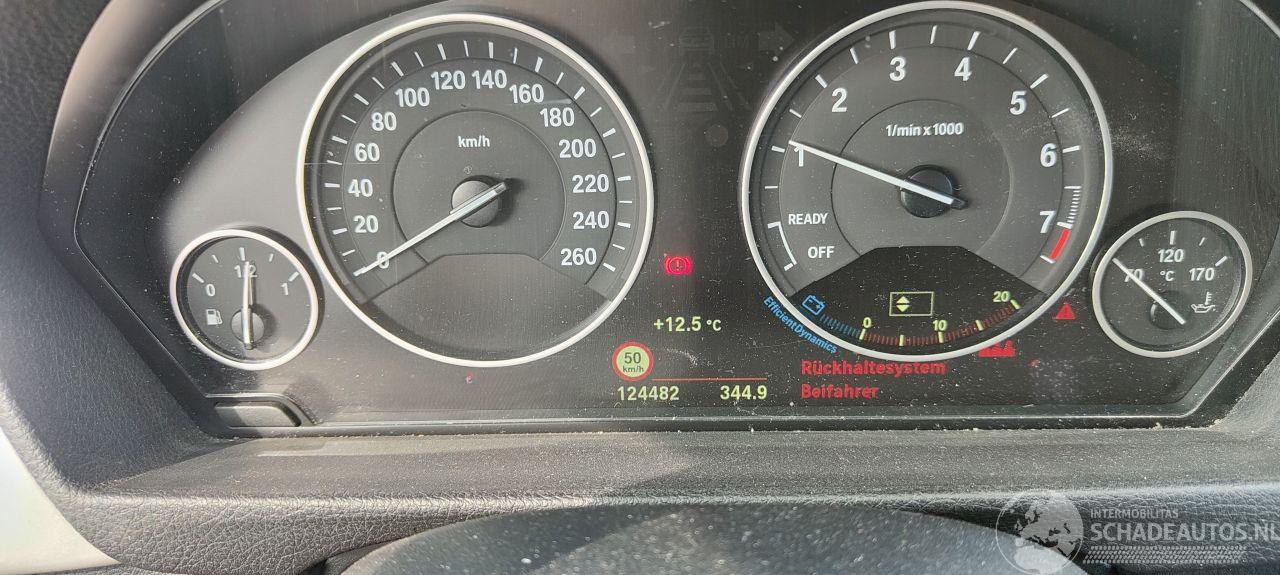 km/h
0
20
40
60
80
100
120
140
160
180
200
220
240
260
0
1/2
1
1/min x 1000
1
2
3
4
5
6
7
READY
OFF
EfficientDynamics
0
10
20
70
120
170
°C
+12.5 °C
50
km/h
124482 344.9
Rückhaltesystem
Beifahrer
INTERMOBILITAS
SCHADEAUTOS.NL